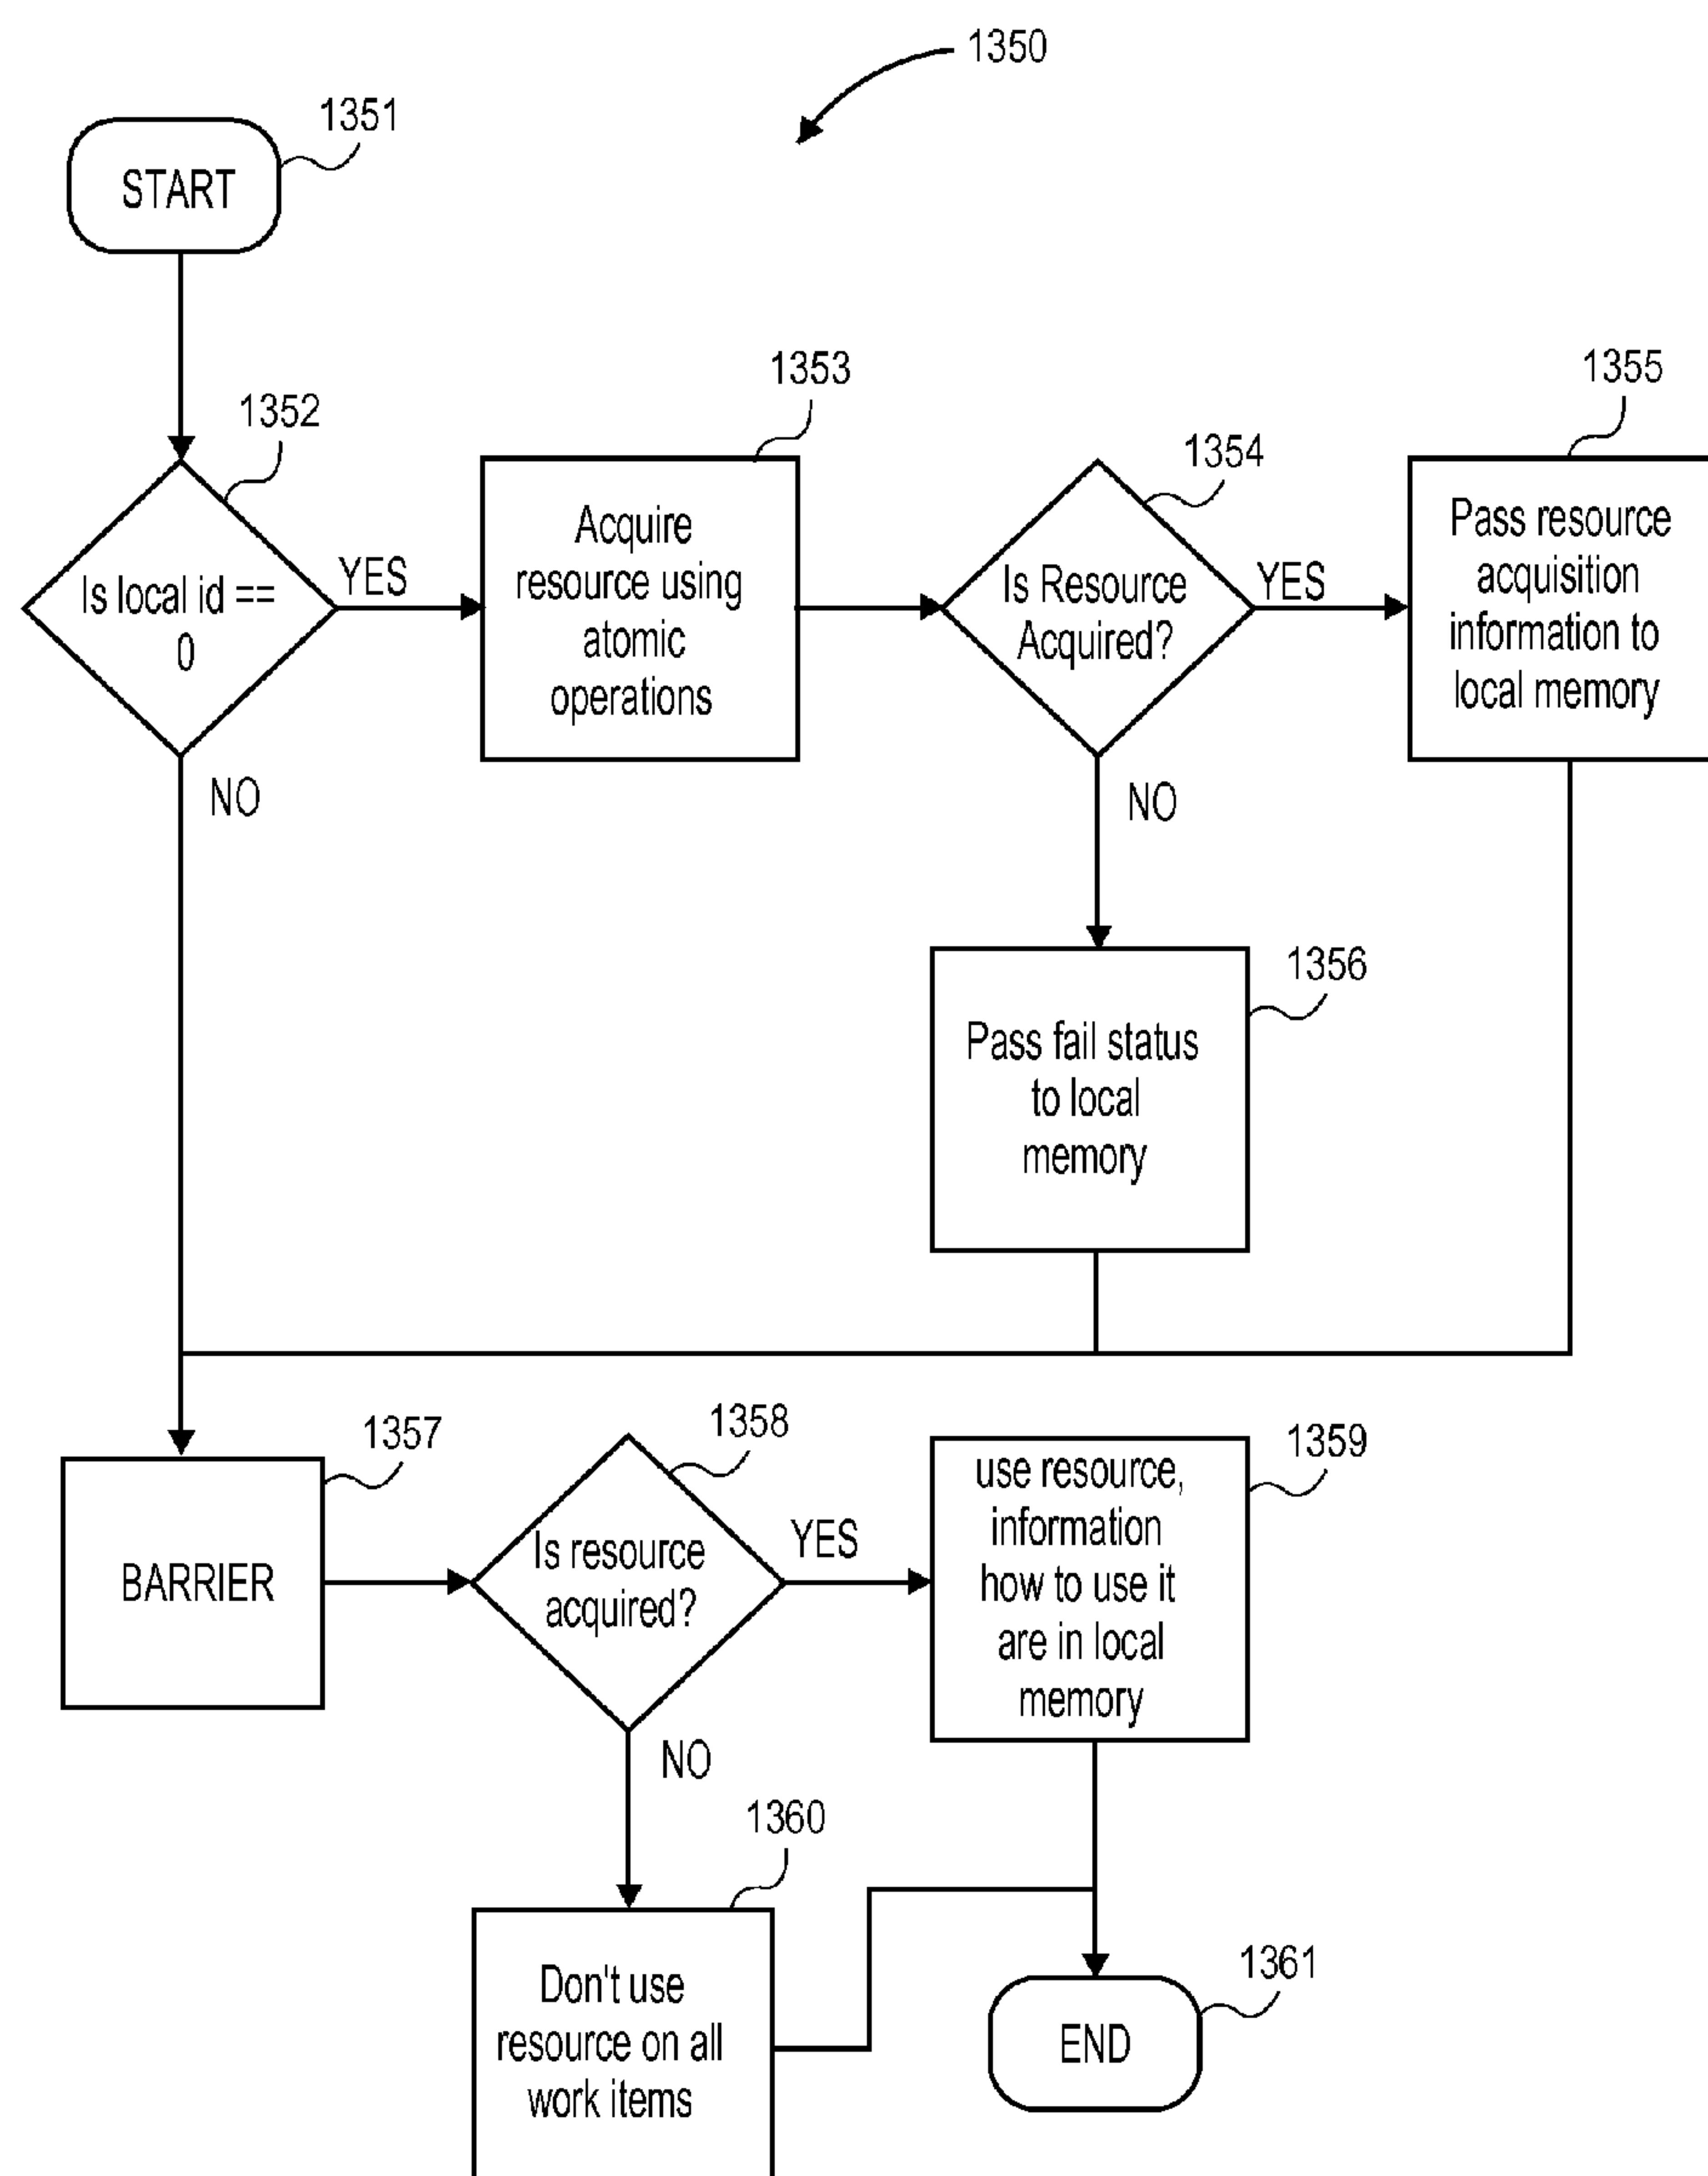 1350
1351
START
1352
Is local id ==
0
YES
NO
1353
Acquire
resource using
atomic
operations
1354
Is Resource
Acquired?
YES
NO
1355
Pass resource
acquisition
information to
local memory
1356
Pass fail status
to local
memory
1357
BARRIER
1358
Is resource
acquired?
YES
NO
1359
use resource,
information
how to use it
are in local
memory
1360
Don't use
resource on all
work items
1361
END